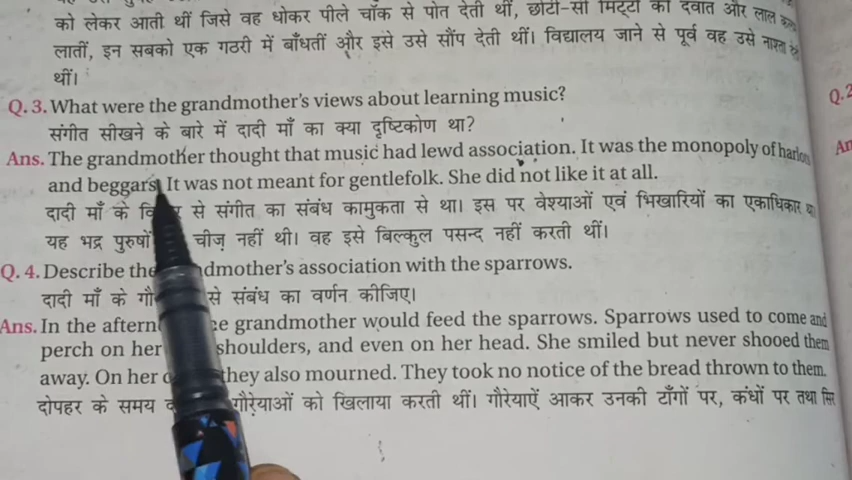 को लेकर आती थीं जिसे वह धोकर पीले चॉक से पोत देती थीं, छोटी-सी मिट्टी की दवात और लाल
लातीं, इन सबको एक गठरी में बाँधतीं और इसे उसे सौंप देती थीं। विद्यालय जाने से पूर्व वह उसे नाश्ता
थीं।
Q. 3. What were the grandmother's views about learning music?
संगीत सीखने के बारे में दादी माँ का क्या दृष्टिकोण था?
Ans. The grandmother thought that music had lewd association. It was the monopoly of
and beggars. It was not meant for gentlefolk. She did not like it at all.
दादी माँ के से संगीत का संबंध कामुकता से था। इस पर वेश्याओं एवं भिखारियों का एकाधिकार
यह भद्र पुरुषों चीज़ नहीं थी। वह इसे बिल्कुल पसन्द नहीं करती थीं।
Q. 4. Describe the mother's association with the sparrows.
दादी माँ के से संबंध का वर्णन कीजिए।
Ans. In the grandmother would feed the sparrows. Sparrows used to come and
perch on her shoulders, and even on her head. She smiled but never shooed them
away. On her they also mourned. They took no notice of the bread thrown to them.
दोपहर के समय गौरेयाओं को खिलाया करती थीं। गौरेयाएँ आकर उनकी टाँगों पर, कंधों पर तथा सिर
Q.2